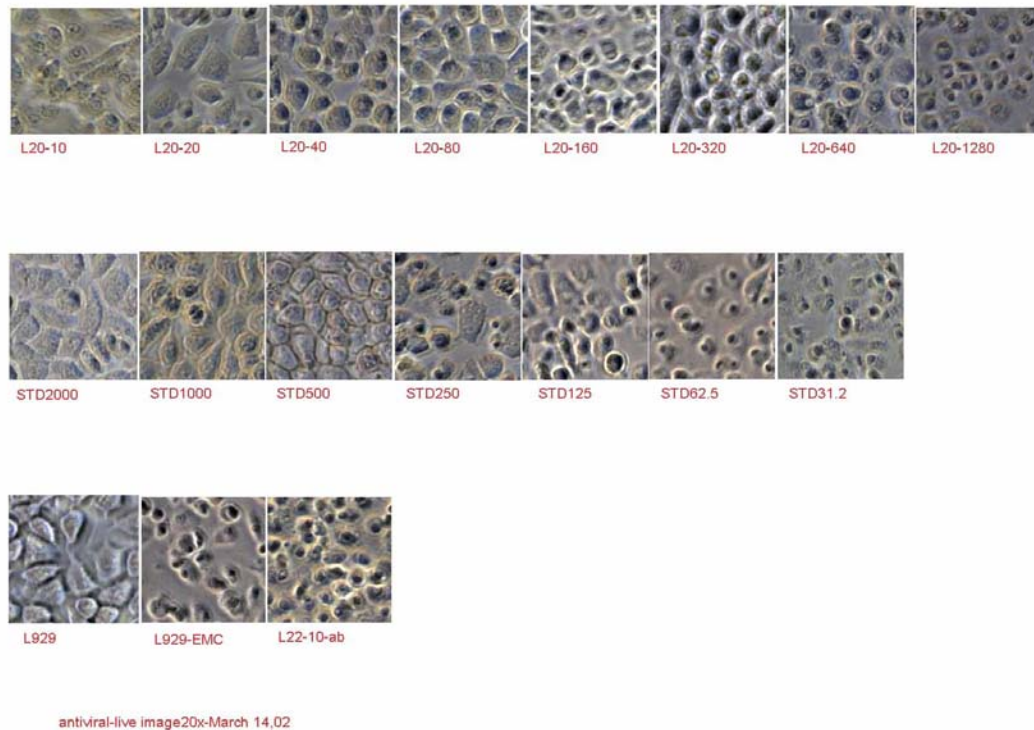 L20-10 L20-20 L20-40 L20-80 L20-160 L20-320 L20-640 L20-1280
STD2000 STD1000 STD500 STD250 STD125 STD62.5 STD31.2
L929 L929-EMC L22-10-ab
antiviral-live image20x-March 14,02